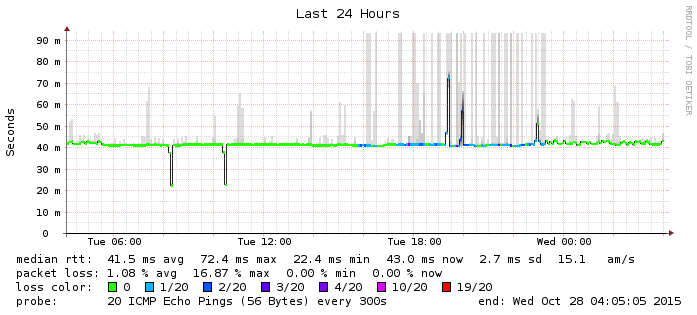 Last 24 Hours
RRDTOOL / TOBI OETIKER
Seconds
90 m
80 m
70 m
60 m
50 m
40 m
30 m
20 m
10 m
0
Tue 06:00 Tue 12:00 Tue 18:00 Wed 00:00
median rtt: 41.5 ms avg 72.4 ms max 22.4 ms min 43.0 ms now 2.7 ms sd 15.1 am/s
packet loss: 1.08 % avg 16.87 % max 0.00 % min 0.00 % now
loss color: 0 1/20 2/20 3/20 4/20 10/20 19/20
probe: 20 ICMP Echo Pings (56 Bytes) every 300s end: Wed Oct 28 04:05:05 2015